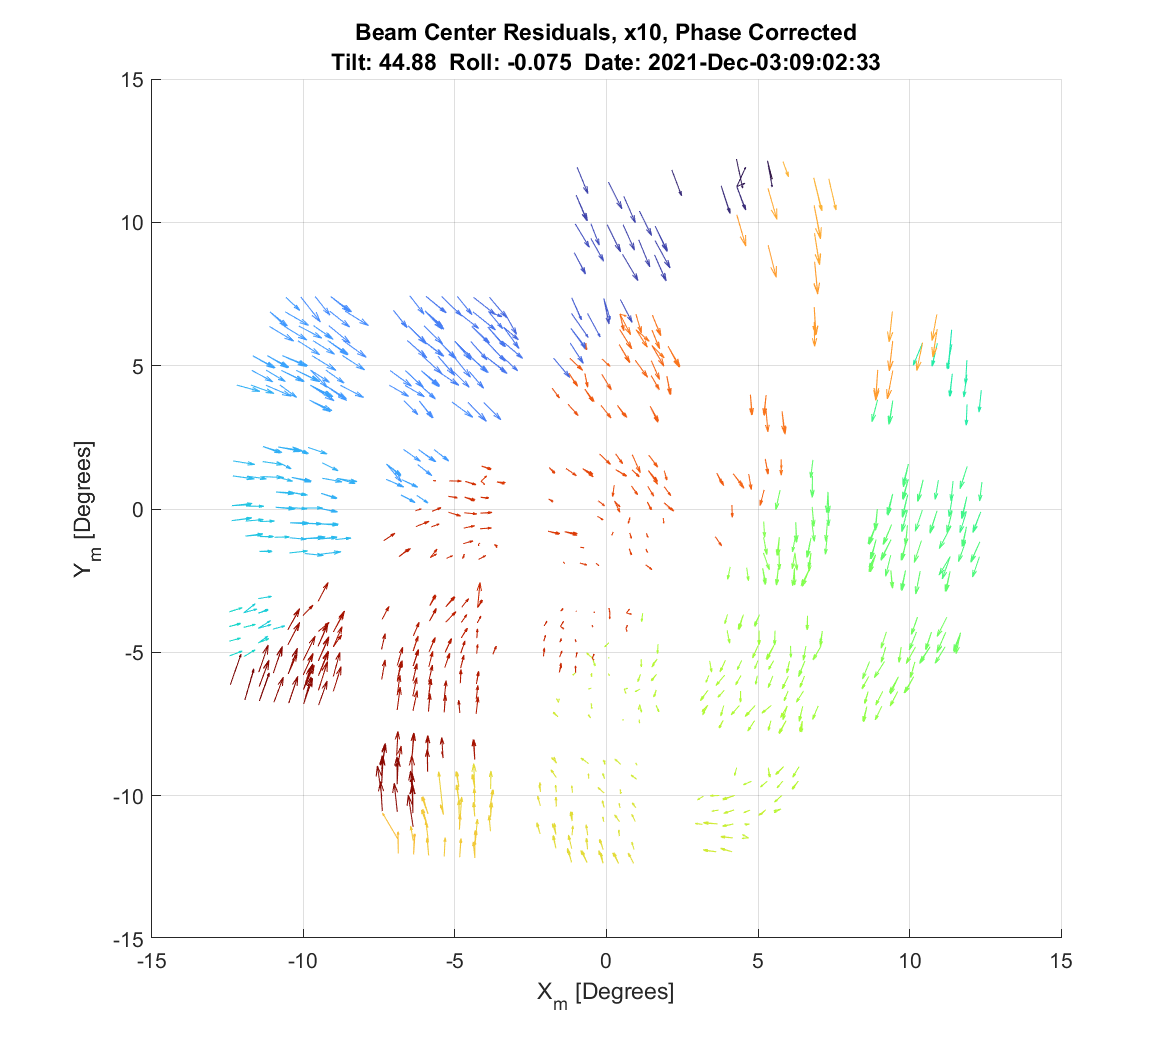 Beam Center Residuals, x10, Phase Corrected
Tilt: 44.88 Roll: -0.075 Date: 2021-Dec-03:09:02:33
15
10
5
0
-5
-10
-15
Y_m [Degrees]
-15 -10 -5 0 5 10 15
X_m [Degrees]